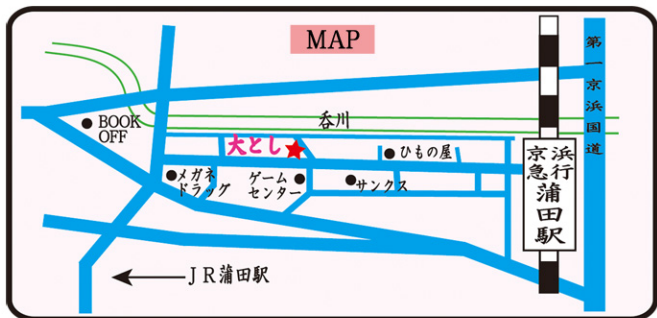 MAP
第一京浜国道
BOOK
OFF
呑川
大とし
ひもの屋
メガネ
ドラッグ
ゲーム
センター
サンクス
京浜
急行
蒲田駅
JR蒲田駅